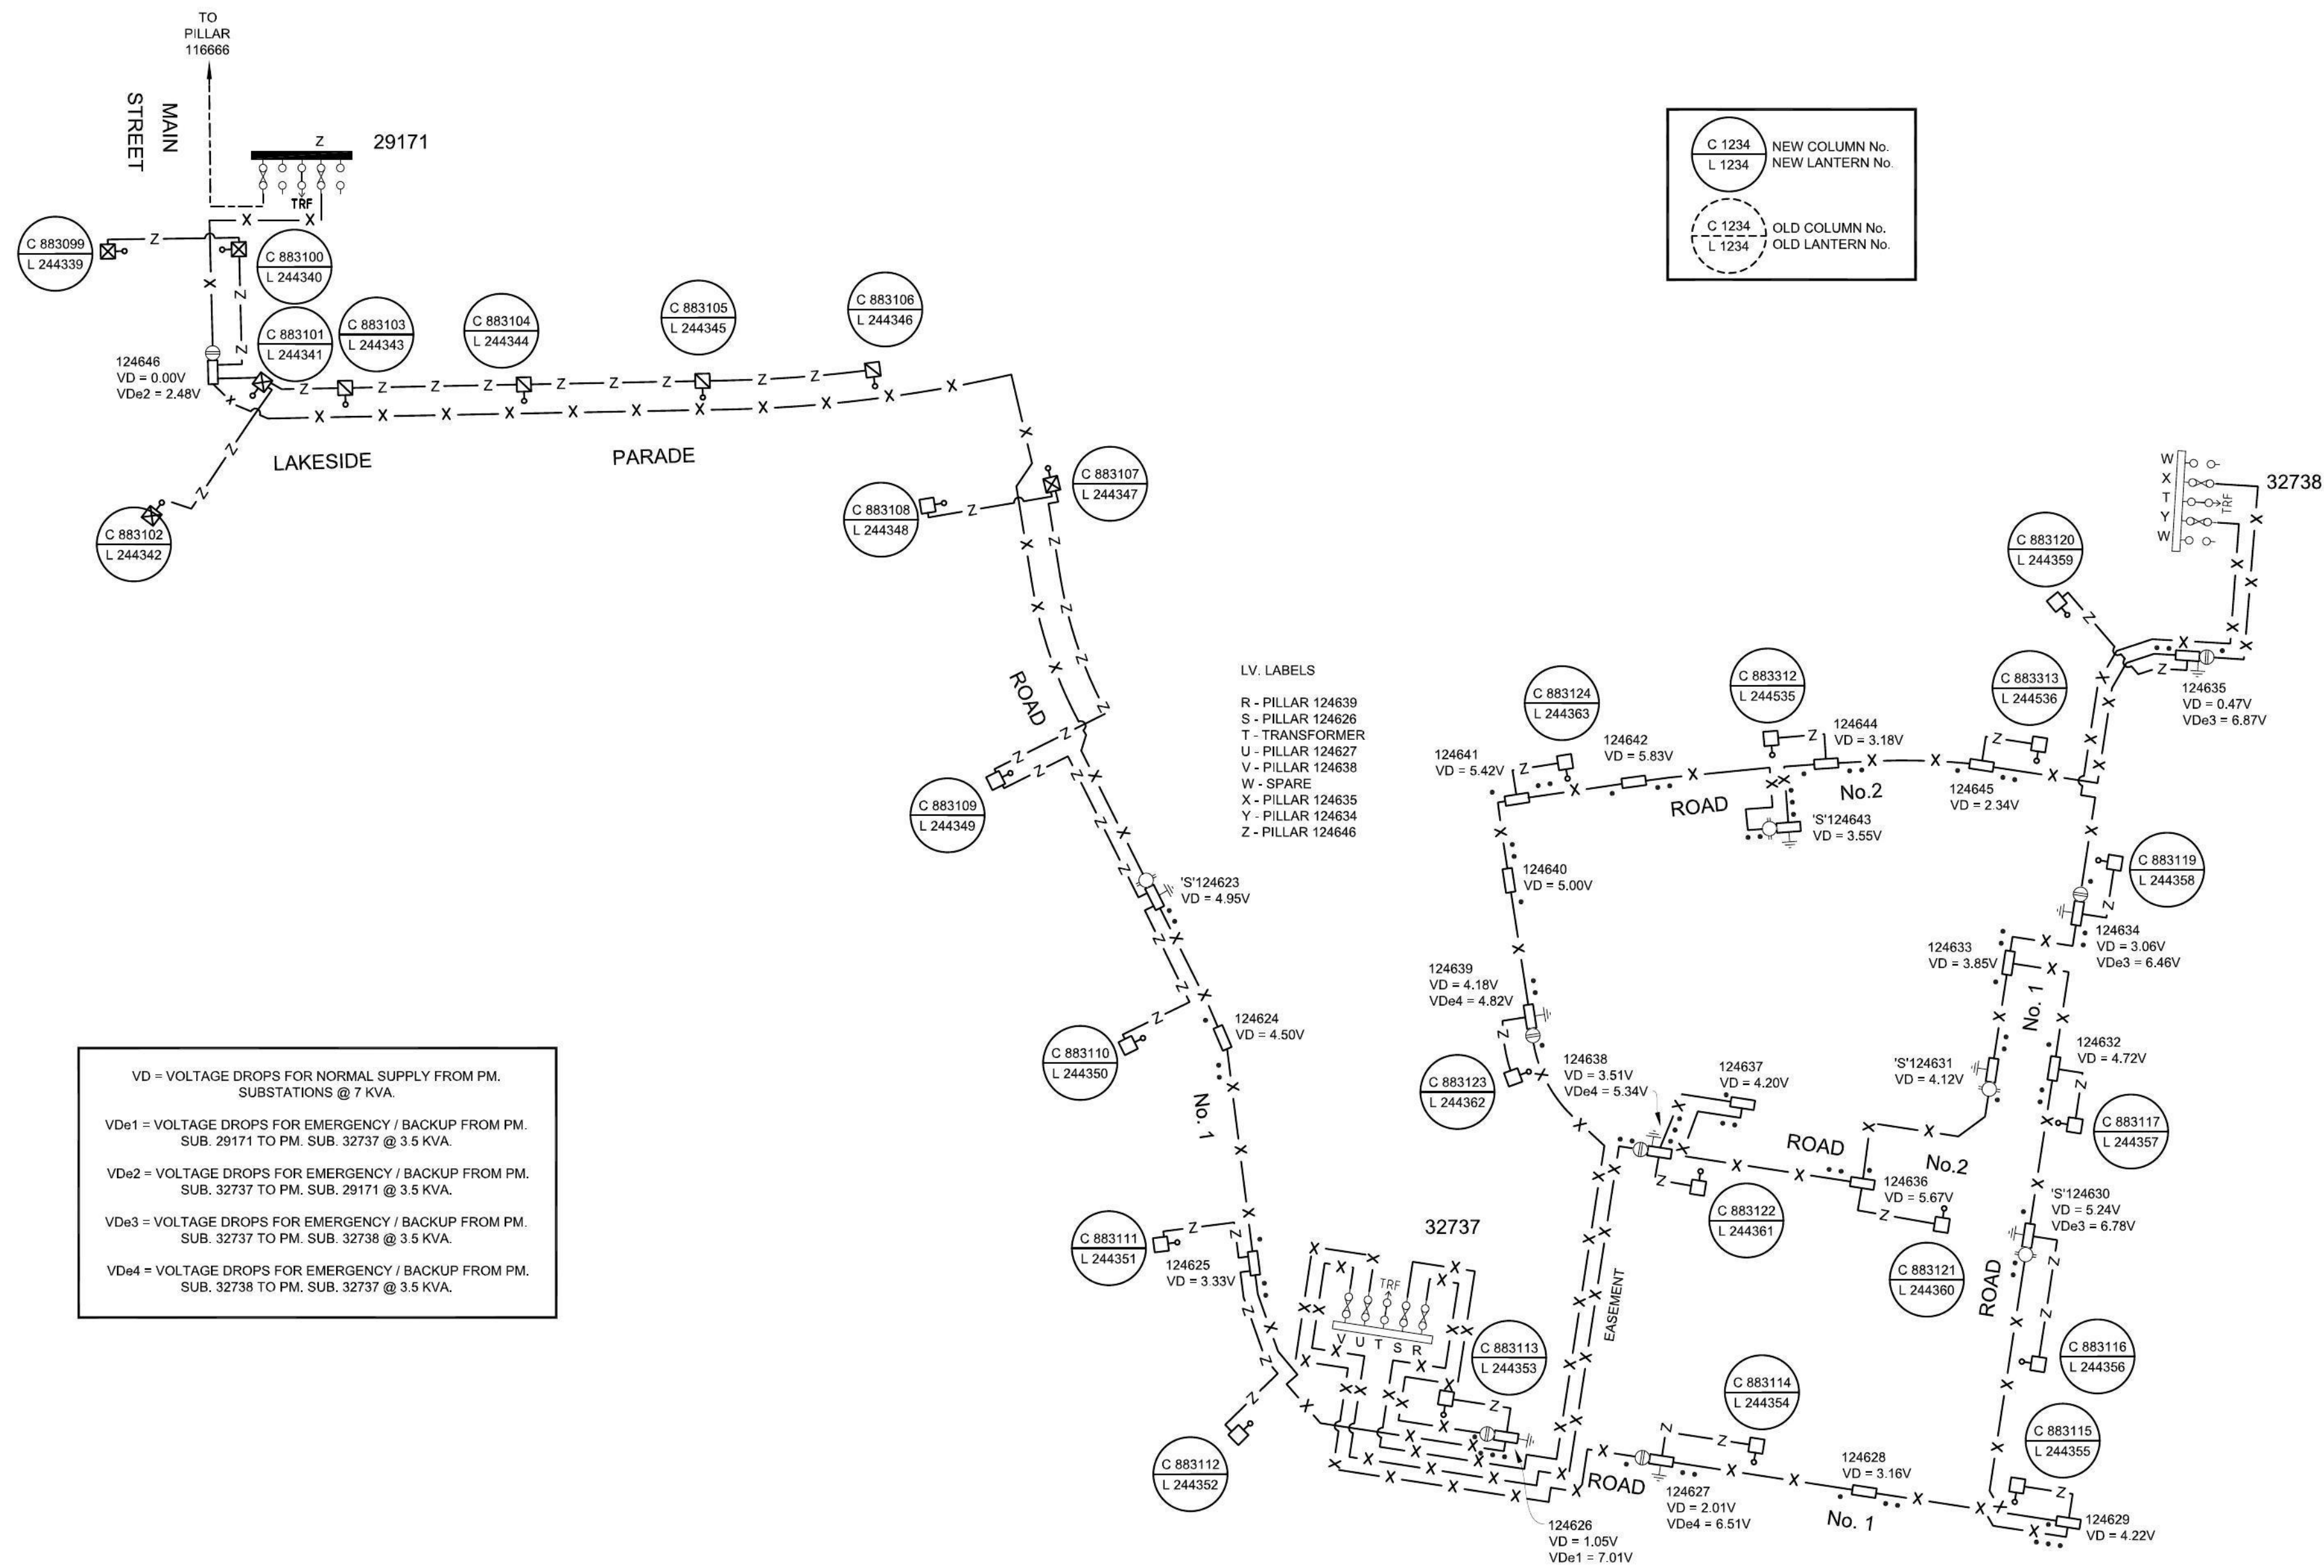 TO
PILLAR
116666
MAIN
STREET
Z
29171
TRF
C 883099
L 244339
C 883100
L 244340
C 883101
L 244341
C 883103
L 244343
C 883104
L 244344
C 883105
L 244345
C 883106
L 244346
124646
VD = 0.00V
VDe2 = 2.48V
LAKESIDE
PARADE
C 883102
L 244342
C 883107
L 244347
C 883108
L 244348
C 1234
L 1234
NEW COLUMN No.
NEW LANTERN No.
C 1234
L 1234
OLD COLUMN No.
OLD LANTERN No.
W
X
T
Y
W
TRF
32738
C 883120
L 244359
124635
VD = 0.47V
VDe3 = 6.87V
LV. LABELS
R - PILLAR 124639
S - PILLAR 124626
T - TRANSFORMER
U - PILLAR 124627
V - PILLAR 124638
W - SPARE
X - PILLAR 124635
Y - PILLAR 124634
Z - PILLAR 124646
ROAD
C 883109
L 244349
'S'124623
VD = 4.95V
C 883124
L 244363
C 883312
L 244535
C 883313
L 244536
124641
VD = 5.42V
124642
VD = 5.83V
124644
VD = 3.18V
ROAD
No.2
124645
VD = 2.34V
'S'124643
VD = 3.55V
124640
VD = 5.00V
C 883119
L 244358
124634
VD = 3.06V
VDe3 = 6.46V
124633
VD = 3.85V
No. 1
124639
VD = 4.18V
VDe4 = 4.82V
C 883110
L 244350
124624
VD = 4.50V
No. 1
C 883123
L 244362
124638
VD = 3.51V
VDe4 = 5.34V
124637
VD = 4.20V
'S'124631
VD = 4.12V
124632
VD = 4.72V
C 883117
L 244357
ROAD
No.2
C 883122
L 244361
124636
VD = 5.67V
C 883121
L 244360
'S'124630
VD = 5.24V
VDe3 = 6.78V
ROAD
VD = VOLTAGE DROPS FOR NORMAL SUPPLY FROM PM.
SUBSTATIONS @ 7 KVA.
VDe1 = VOLTAGE DROPS FOR EMERGENCY / BACKUP FROM PM.
SUB. 29171 TO PM. SUB. 32737 @ 3.5 KVA.
VDe2 = VOLTAGE DROPS FOR EMERGENCY / BACKUP FROM PM.
SUB. 32737 TO PM. SUB. 29171 @ 3.5 KVA.
VDe3 = VOLTAGE DROPS FOR EMERGENCY / BACKUP FROM PM.
SUB. 32737 TO PM. SUB. 32738 @ 3.5 KVA.
VDe4 = VOLTAGE DROPS FOR EMERGENCY / BACKUP FROM PM.
SUB. 32738 TO PM. SUB. 32737 @ 3.5 KVA.
C 883111
L 244351
124625
VD = 3.33V
32737
TRF
V U T S R
EASEMENT
C 883113
L 244353
C 883112
L 244352
C 883114
L 244354
C 883116
L 244356
C 883115
L 244355
ROAD
124627
VD = 2.01V
VDe4 = 6.51V
124628
VD = 3.16V
No. 1
124629
VD = 4.22V
124626
VD = 1.05V
VDe1 = 7.01V